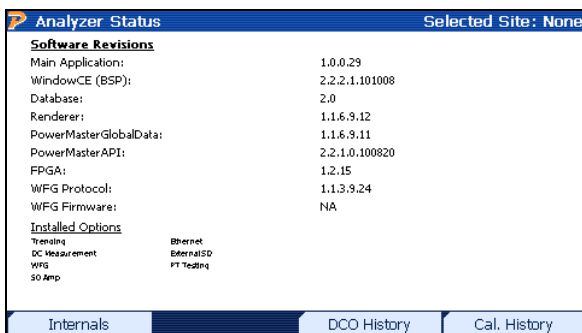 Analyzer Status Selected Site: None
Software Revisions
Main Application: 1.0.0.29
WindowCE (BSP): 2.2.2.1.101008
Database: 2.0
Renderer: 1.1.6.9.12
PowerMasterGlobalData: 1.1.6.9.11
PowerMasterAPI: 2.2.1.0.100820
FPGA: 1.2.15
WFG Protocol: 1.1.3.9.24
WFG Firmware: NA
Installed Options
Trending Ethernet
DC Measurement ExternalSD
WFG PT Testing
50 Amp
Internals DCO History Cal. History